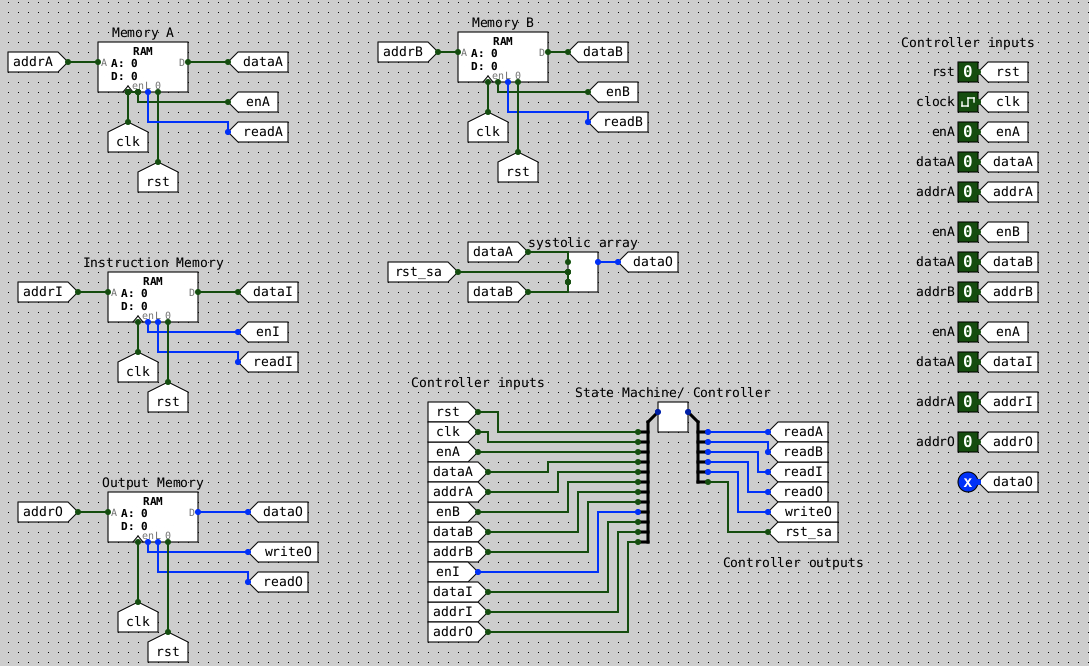 Memory A
RAM
addrA
A
A: 0
D
dataA
D: 0
enL 0
enA
readA
clk
rst
Memory B
RAM
addrB
A
A: 0
D
dataB
D: 0
enL 0
enB
readB
clk
rst
Instruction Memory
RAM
addrI
A
A: 0
D
dataI
D: 0
enL 0
enI
readI
clk
rst
systolic array
dataA
rst_sa
dataB
dataO
Output Memory
RAM
addrO
A
A: 0
D
dataO
D: 0
enL 0
writeO
readO
clk
rst
Controller inputs
rst
clk
enA
dataA
addrA
enB
dataB
addrB
enI
dataI
addrI
addrO
State Machine/ Controller
readA
readB
readI
readO
writeO
rst_sa
Controller outputs
Controller inputs
rst 0 rst
clock clk
enA 0 enA
dataA 0 dataA
addrA 0 addrA
enA 0 enB
dataA 0 dataB
addrB 0 addrB
enA 0 enA
dataA 0 dataI
addrA 0 addrI
addrO 0 addrO
x dataO